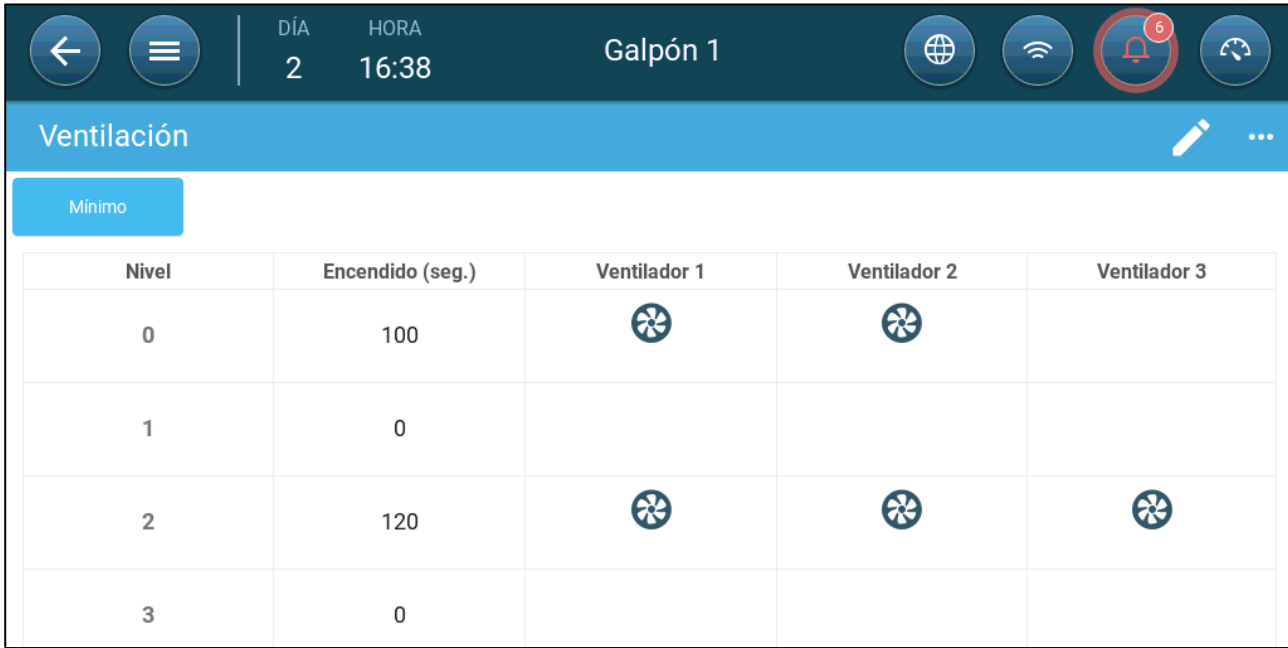 DÍA HORA
2 16:38 Galpón 1 6
Ventilación
Mínimo
Nivel Encendido (seg.) Ventilador 1 Ventilador 2 Ventilador 3
0 100
1 0
2 120
3 0